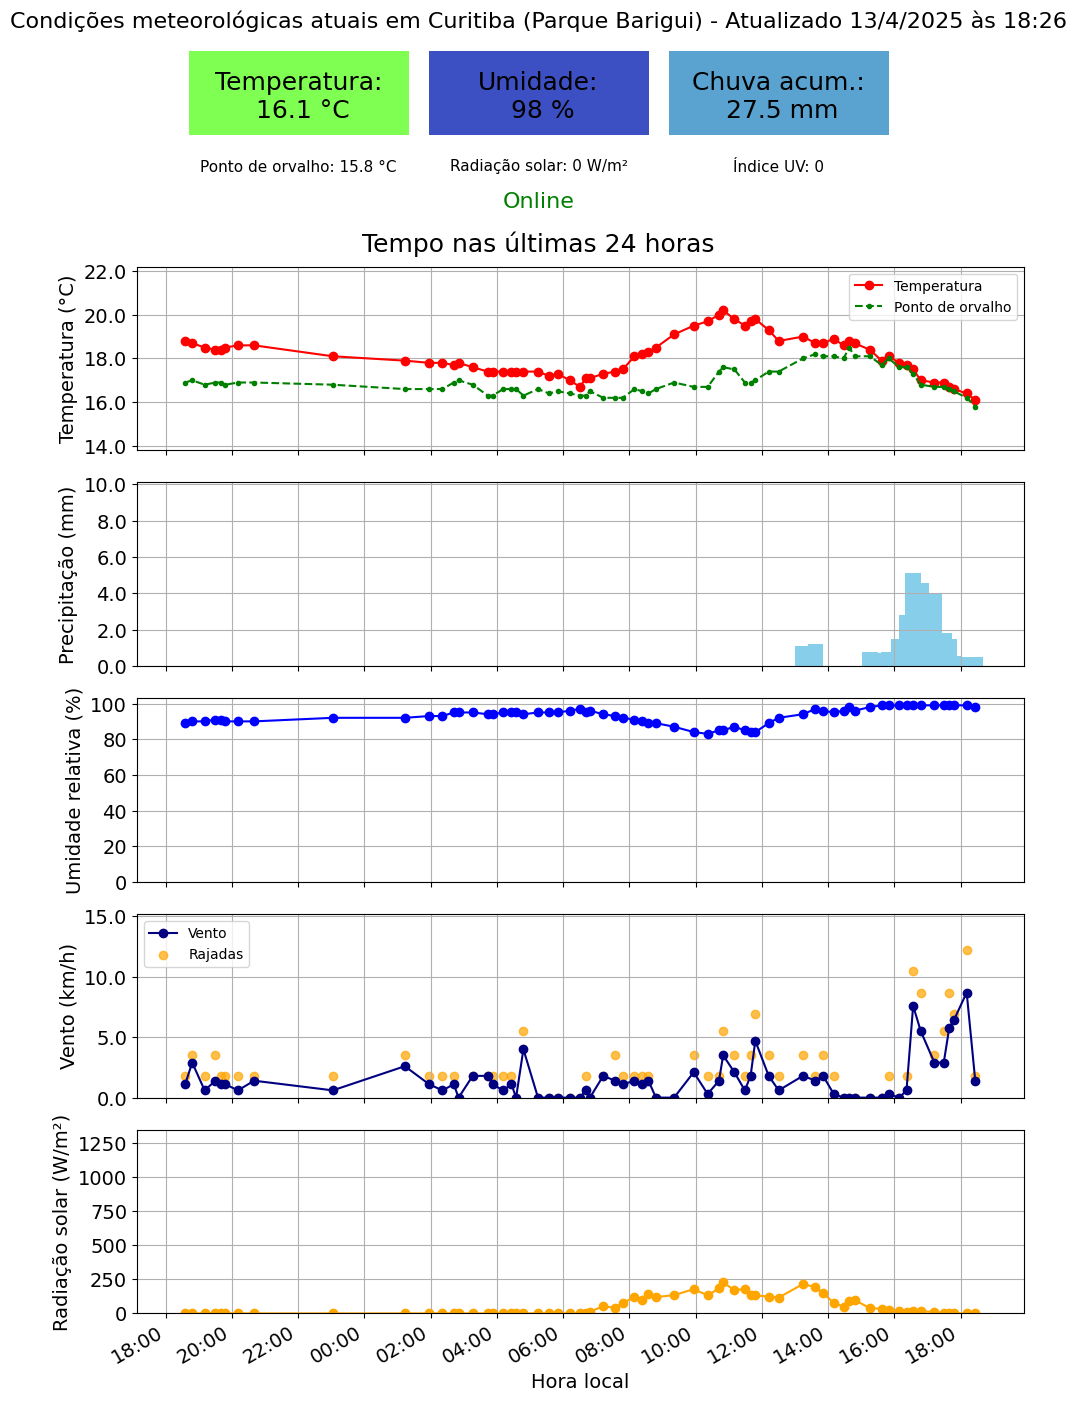 Condições meteorológicas atuais em Curitiba (Parque Barigui) - Atualizado 13/4/2025 às 18:26
Temperatura:
16.1 °C
Umidade:
98 %
Chuva acum.:
27.5 mm
Ponto de orvalho: 15.8 °C
Radiação solar: 0 W/m²
Índice UV: 0
Online
Tempo nas últimas 24 horas
Temperatura (°C)
22.0
20.0
18.0
16.0
14.0
Temperatura
Ponto de orvalho
Precipitação (mm)
10.0
8.0
6.0
4.0
2.0
0.0
Umidade relativa (%)
100
80
60
40
20
0
Vento (km/h)
15.0
10.0
5.0
0.0
Vento
Rajadas
Radiação solar (W/m²)
1250
1000
750
500
250
0
18:00 20:00 22:00 00:00 02:00 04:00 06:00 08:00 10:00 12:00 14:00 16:00 18:00
Hora local